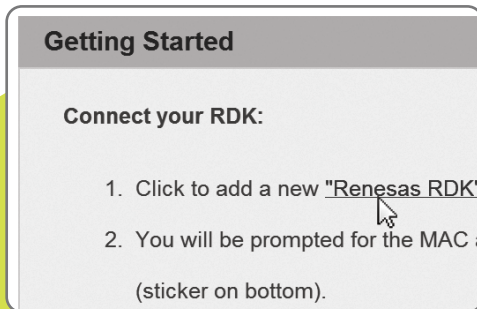 Getting Started
Connect your RDK:
1. Click to add a new "Renesas RDK"
2. You will be prompted for the MAC
(sticker on bottom).